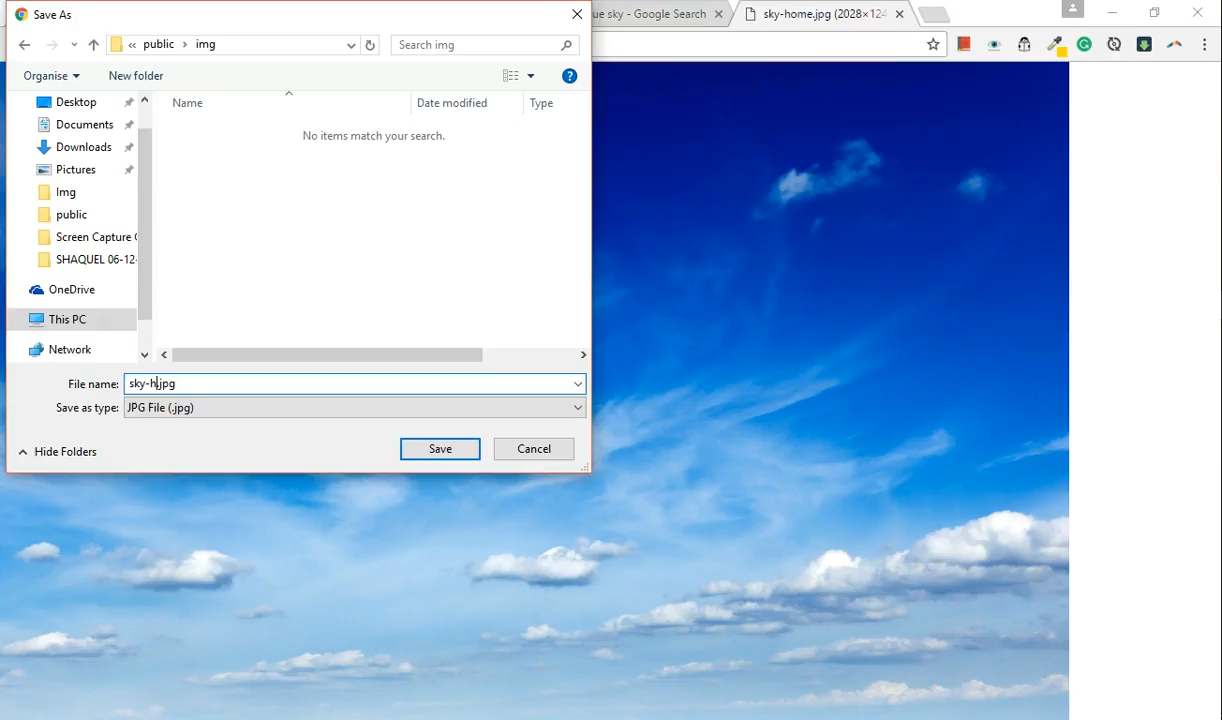 Save As
ue sky - Google Search
sky-home.jpg (2028×124
« public > img
Search img
Organise
New folder
Name
Date modified
Type
No items match your search.
Desktop
Documents
Downloads
Pictures
Img
public
Screen Capture
SHAQUEL 06-12-
OneDrive
This PC
Network
File name: sky-h.jpg
Save as type: JPG File (.jpg)
Hide Folders
Save
Cancel